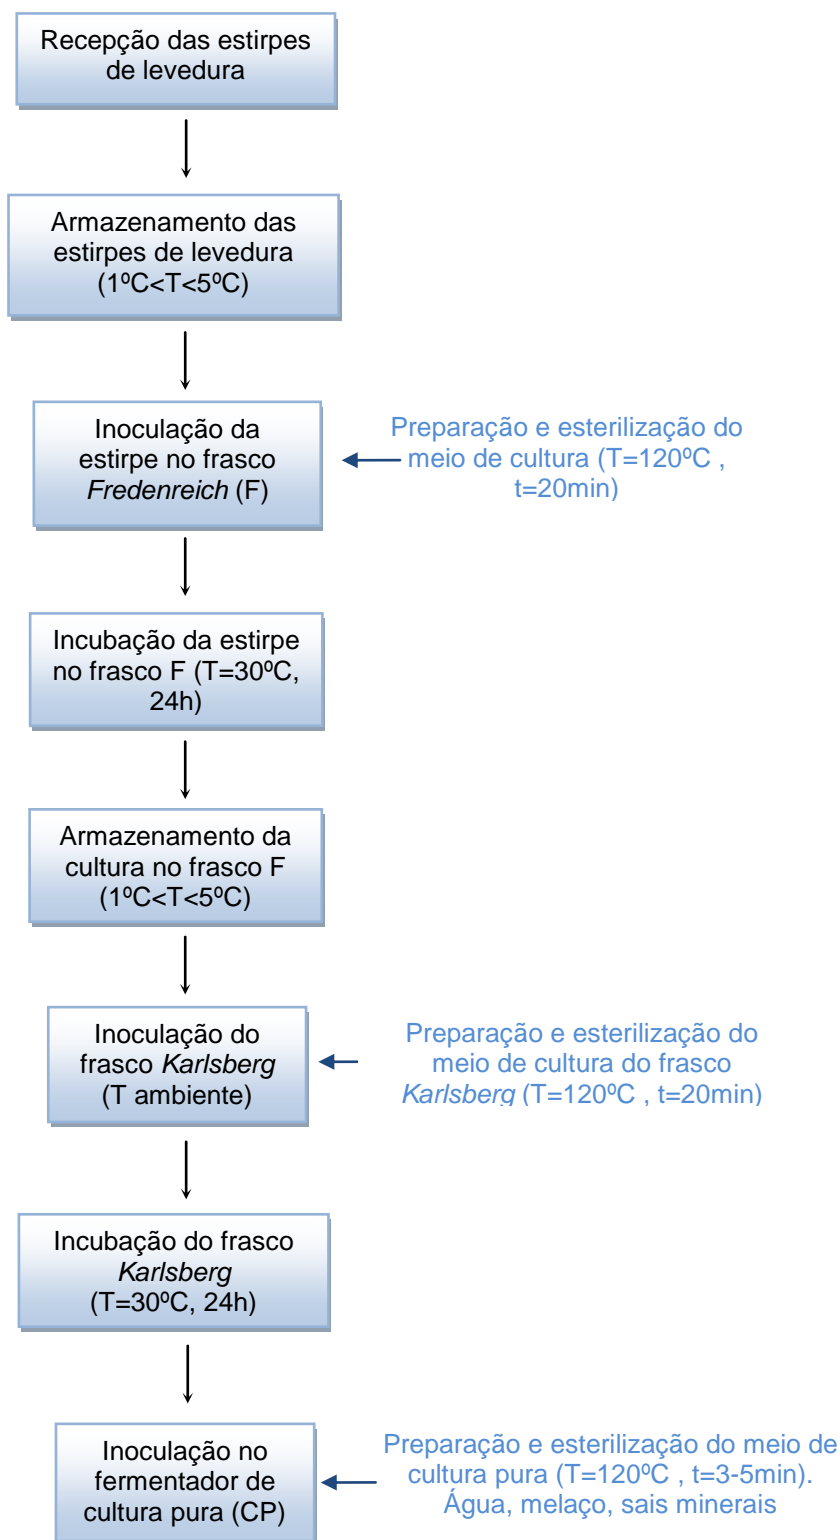 Recepção das estirpes
de levedura
Armazenamento das
estirpes de levedura
(1ºC<T<5ºC)
Inoculação da
estirpe no frasco
Fredenreich (F)
Preparação e esterilização do
meio de cultura (T=120ºC ,
t=20min)
Incubação da estirpe
no frasco F (T=30ºC,
24h)
Armazenamento da
cultura no frasco F
(1ºC<T<5ºC)
Inoculação do
frasco Karlsberg
(T ambiente)
Preparação e esterilização do
meio de cultura do frasco
Karlsberg (T=120ºC , t=20min)
Incubação do frasco
Karlsberg
(T=30ºC, 24h)
Inoculação no
fermentador de
cultura pura (CP)
Preparação e esterilização do meio de
cultura pura (T=120ºC , t=3-5min).
Água, melaço, sais minerais